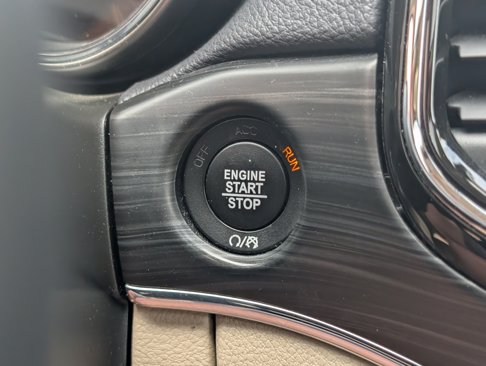 ACC
OFF
RUN
ENGINE
START
STOP